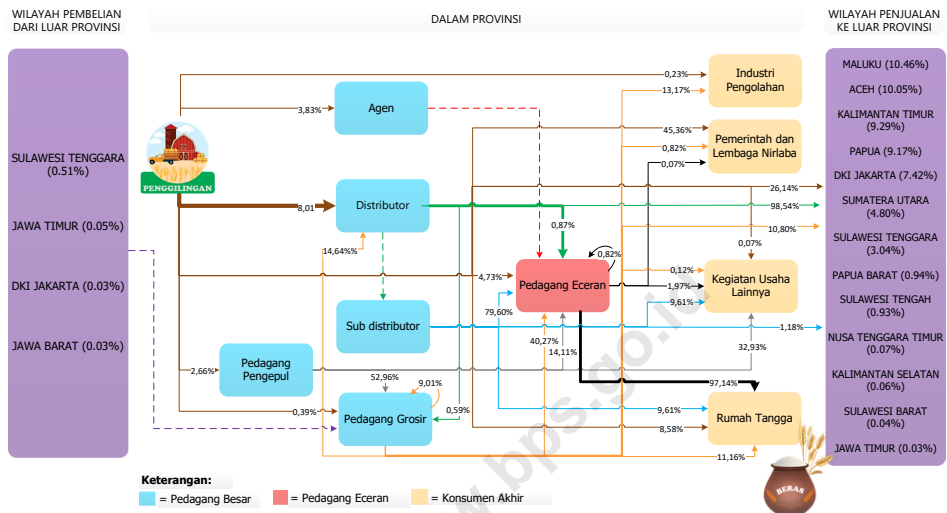 WILAYAH PEMBELIAN
DARI LUAR PROVINSI
DALAM PROVINSI
WILAYAH PENJUALAN
KE LUAR PROVINSI
SULAWESI TENGGARA
(0.51%)
JAWA TIMUR (0.05%)
DKI JAKARTA (0.03%)
JAWA BARAT (0.03%)
PENGGILINGAN
3,83%
8,01
14,64%%
4,73%
2,66%
0,39%
Agen
Distributor
Sub distributor
Pedagang
Pengepul
52,96%
9,01%
Pedagang Grosir
0,59%
0,87%
0,82%
Pedagang Eceran
79,60%
40,27%
14,11%
0,23%
13,17%
Industri
Pengolahan
45,36%
0,82%
0,07%
Pemerintah dan
Lembaga Nirlaba
26,14%
98,54%
10,80%
0,07%
0,12%
1,97%
9,61%
Kegiatan Usaha
Lainnya
1,18%
32,93%
97,14%
9,61%
8,58%
11,16%
Rumah Tangga
MALUKU (10.46%)
ACEH (10.05%)
KALIMANTAN TIMUR
(9.29%)
PAPUA (9.17%)
DKI JAKARTA (7.42%)
SUMATERA UTARA
(4.80%)
SULAWESI TENGGARA
(3.04%)
PAPUA BARAT (0.94%)
SULAWESI TENGAH
(0.93%)
NUSA TENGGARA TIMUR
(0.07%)
KALIMANTAN SELATAN
(0.06%)
SULAWESI BARAT
(0.04%)
JAWA TIMUR (0.03%)
BERAS
Keterangan:
= Pedagang Besar
= Pedagang Eceran
= Konsumen Akhir
.bps.go.id